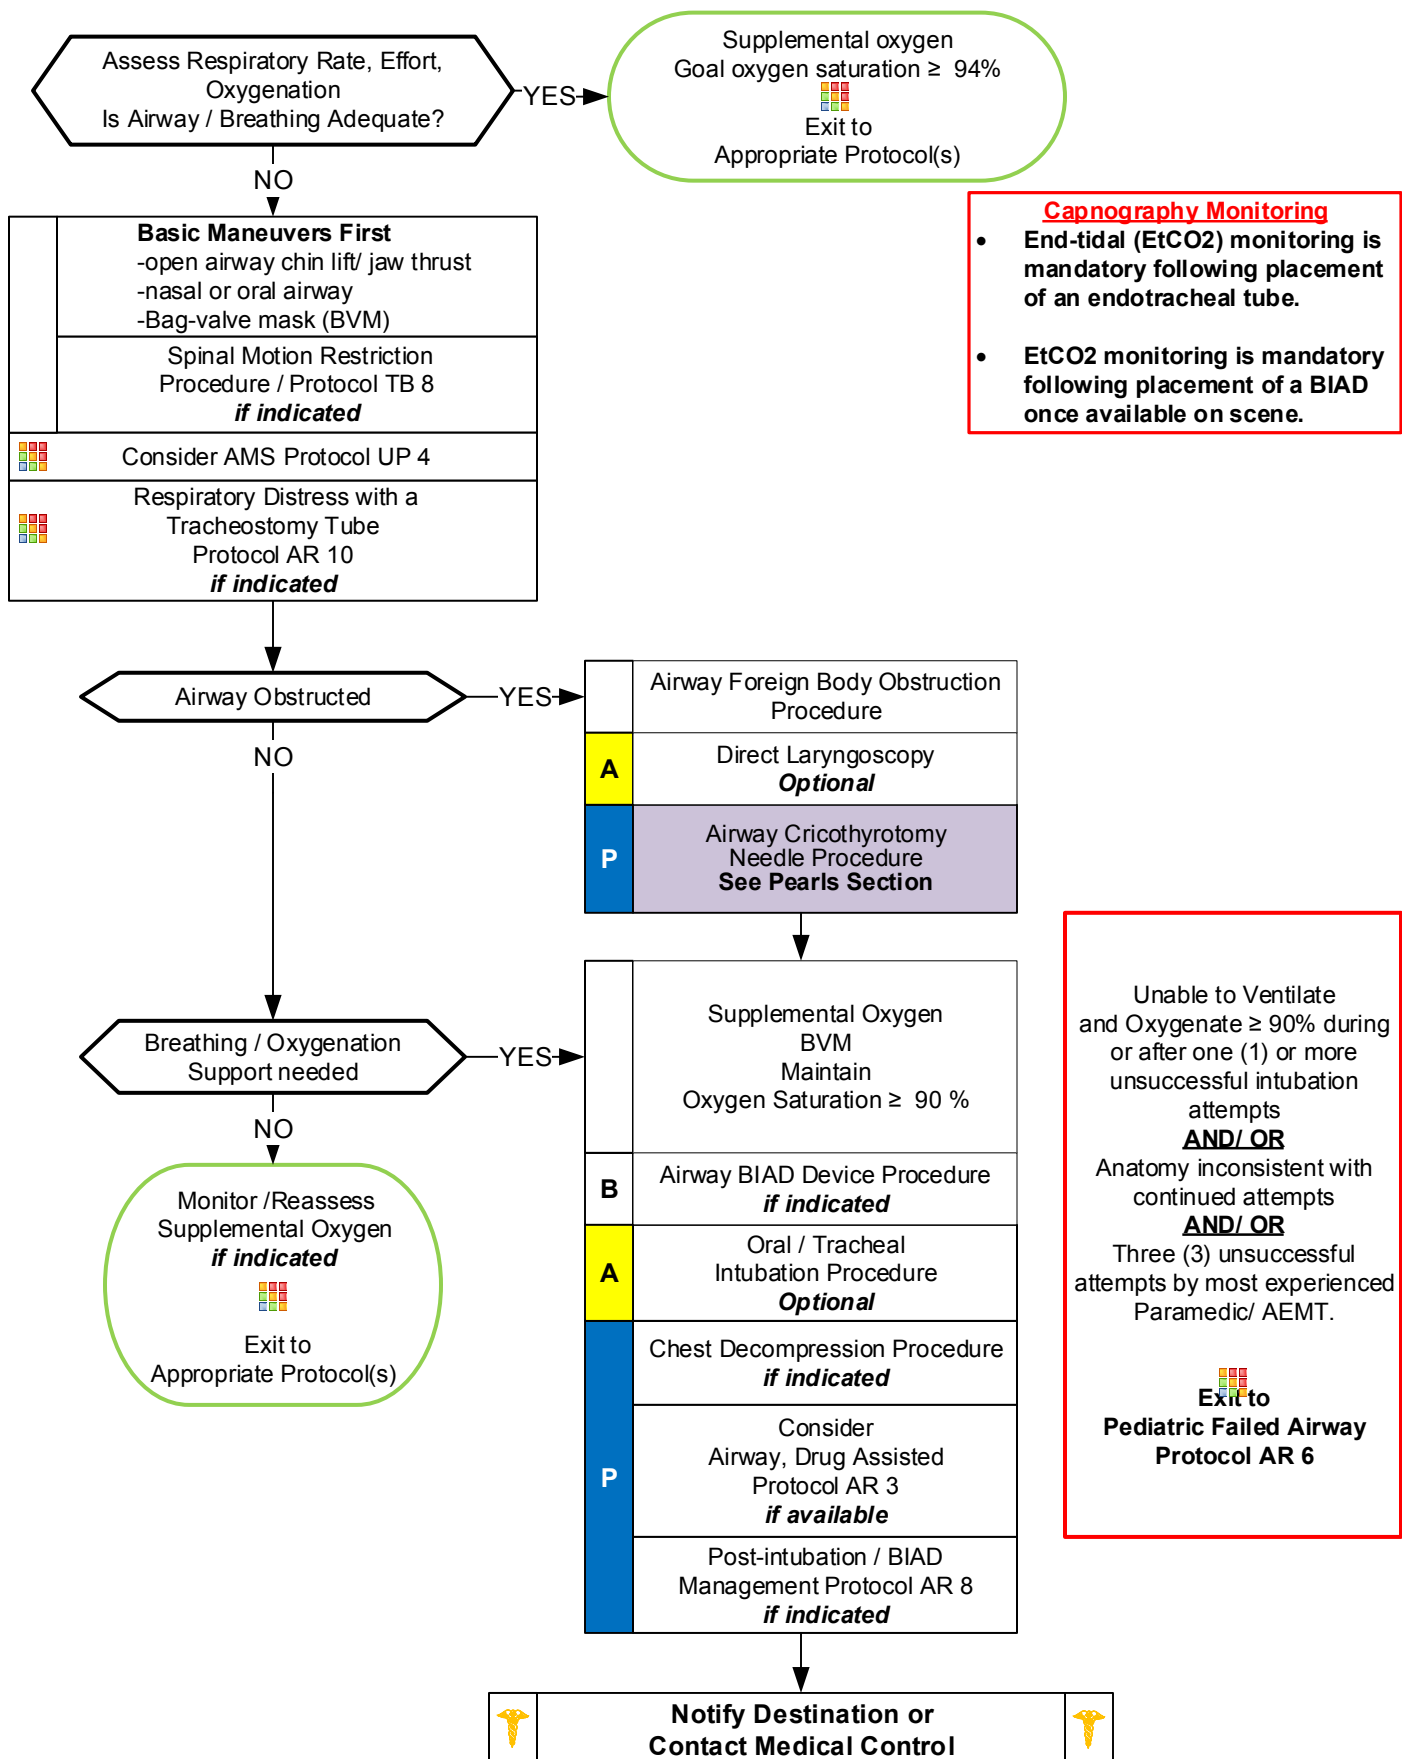 Assess Respiratory Rate, Effort,
Oxygenation
Is Airway / Breathing Adequate?
YES
Supplemental oxygen
Goal oxygen saturation ≥ 94%
Exit to
Appropriate Protocol(s)
NO
Basic Maneuvers First
-open airway chin lift/ jaw thrust
-nasal or oral airway
-Bag-valve mask (BVM)
Spinal Motion Restriction
Procedure / Protocol TB 8
if indicated
Consider AMS Protocol UP 4
Respiratory Distress with a
Tracheostomy Tube
Protocol AR 10
if indicated
Capnography Monitoring
• End-tidal (EtCO2) monitoring is
mandatory following placement
of an endotracheal tube.
• EtCO2 monitoring is mandatory
following placement of a BIAD
once available on scene.
Airway Obstructed
YES
NO
Airway Foreign Body Obstruction
Procedure
A
Direct Laryngoscopy
Optional
P
Airway Cricothyrotomy
Needle Procedure
See Pearls Section
Breathing / Oxygenation
Support needed
YES
NO
Supplemental Oxygen
BVM
Maintain
Oxygen Saturation ≥ 90 %
B
Airway BIAD Device Procedure
if indicated
A
Oral / Tracheal
Intubation Procedure
Optional
P
Chest Decompression Procedure
if indicated
Consider
Airway, Drug Assisted
Protocol AR 3
if available
Post-intubation / BIAD
Management Protocol AR 8
if indicated
Monitor /Reassess
Supplemental Oxygen
if indicated
Exit to
Appropriate Protocol(s)
Unable to Ventilate
and Oxygenate ≥ 90% during
or after one (1) or more
unsuccessful intubation
attempts
AND/ OR
Anatomy inconsistent with
continued attempts
AND/ OR
Three (3) unsuccessful
attempts by most experienced
Paramedic/ AEMT.
Exit to
Pediatric Failed Airway
Protocol AR 6
Notify Destination or
Contact Medical Control